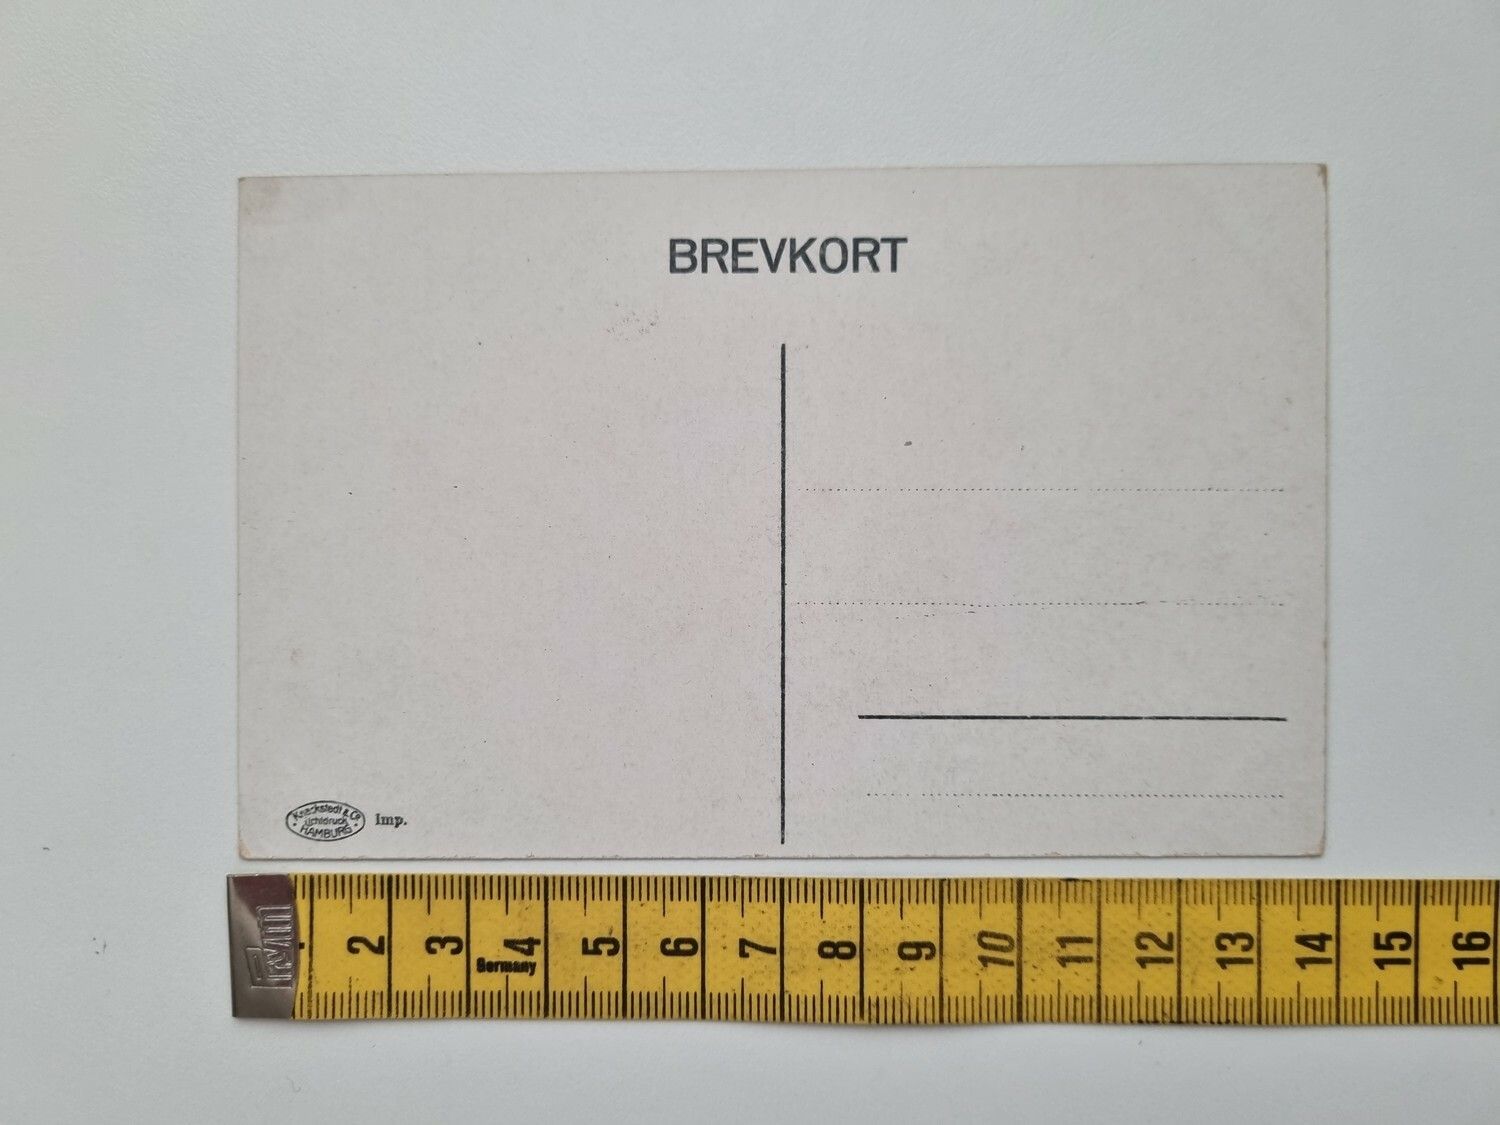 BREVKORT
Knackstedt & Co.
Lichtdruck
HAMBURG
Imp.
Prym
2 3 4 5 6 7 8 9 10 11 12 13 14 15 16
Germany